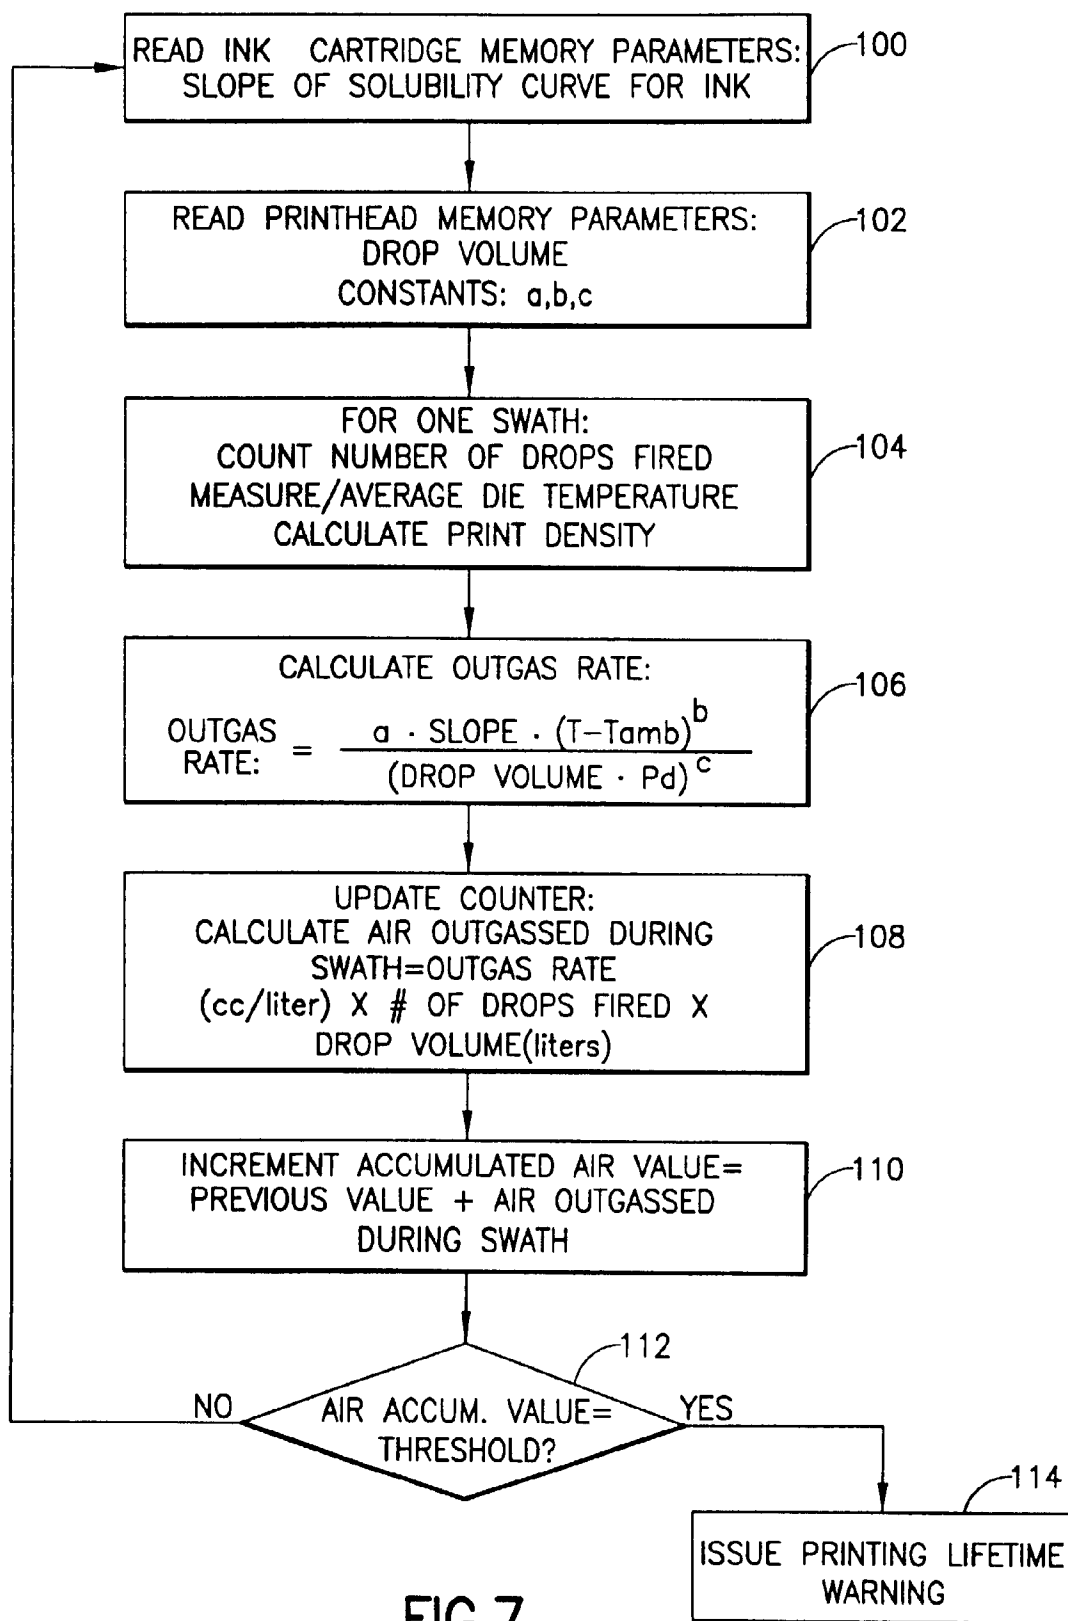 READ INK CARTRIDGE MEMORY PARAMETERS:
SLOPE OF SOLUBILITY CURVE FOR INK
100
READ PRINTHEAD MEMORY PARAMETERS:
DROP VOLUME
CONSTANTS: a,b,c
102
FOR ONE SWATH:
COUNT NUMBER OF DROPS FIRED
MEASURE/AVERAGE DIE TEMPERATURE
CALCULATE PRINT DENSITY
104
CALCULATE OUTGAS RATE:
OUTGAS RATE: = a · SLOPE · (T-Tamb)^b / (DROP VOLUME · Pd)^c
106
UPDATE COUNTER:
CALCULATE AIR OUTGASSED DURING
SWATH=OUTGAS RATE
(cc/liter) X # OF DROPS FIRED X
DROP VOLUME(liters)
108
INCREMENT ACCUMULATED AIR VALUE=
PREVIOUS VALUE + AIR OUTGASSED
DURING SWATH
110
112
NO
AIR ACCUM. VALUE=
THRESHOLD?
YES
114
ISSUE PRINTING LIFETIME
WARNING
FIG.7